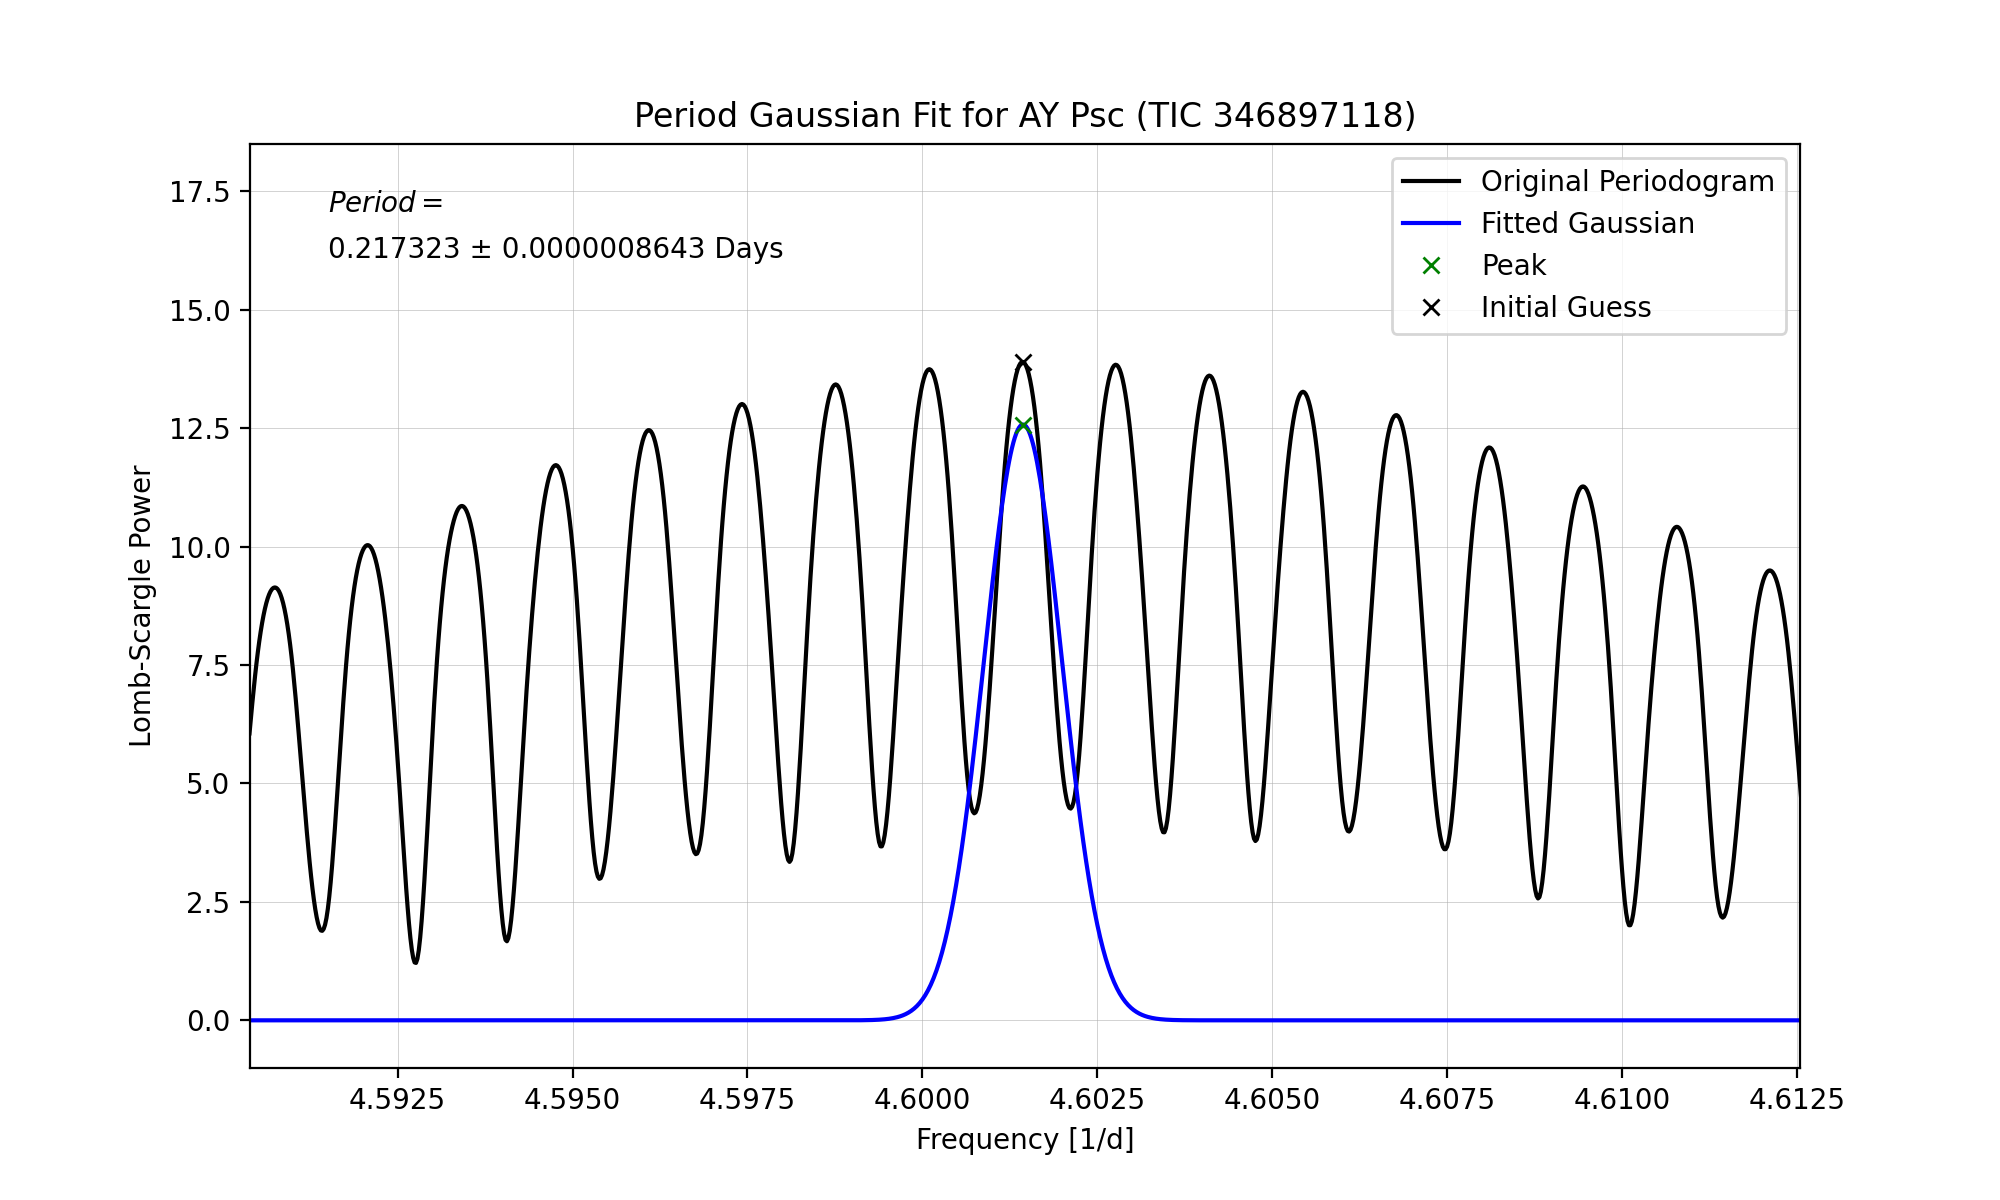 Period Gaussian Fit for AY Psc (TIC 346897118)
Period =
0.217323 ± 0.0000008643 Days
Original Periodogram
Fitted Gaussian
Peak
Initial Guess
17.5
15.0
12.5
10.0
7.5
5.0
2.5
0.0
Lomb-Scargle Power
4.5925 4.5950 4.5975 4.6000 4.6025 4.6050 4.6075 4.6100 4.6125
Frequency [1/d]